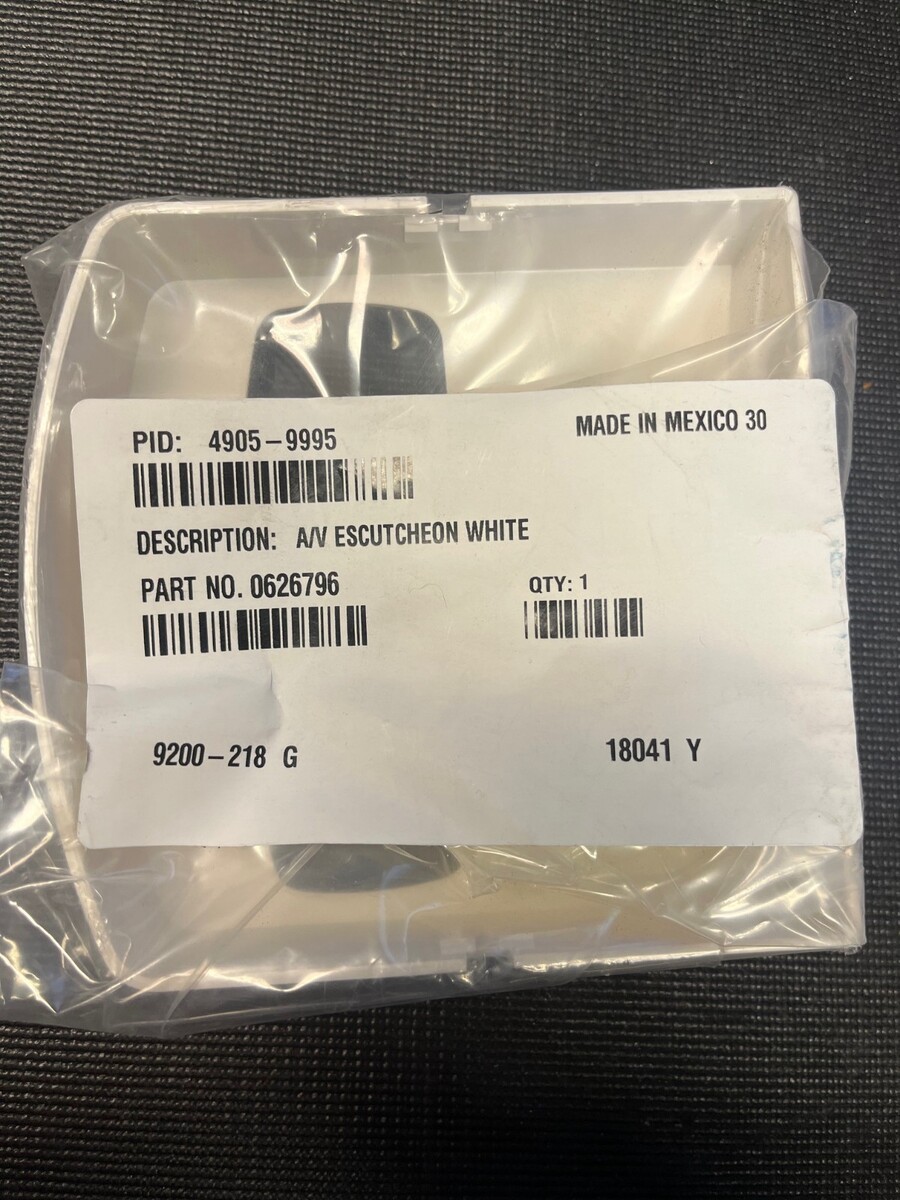 PID: 4905-9995
MADE IN MEXICO 30
DESCRIPTION: A/V ESCUTCHEON WHITE
PART NO. 0626796
QTY: 1
9200-218 G
18041 Y